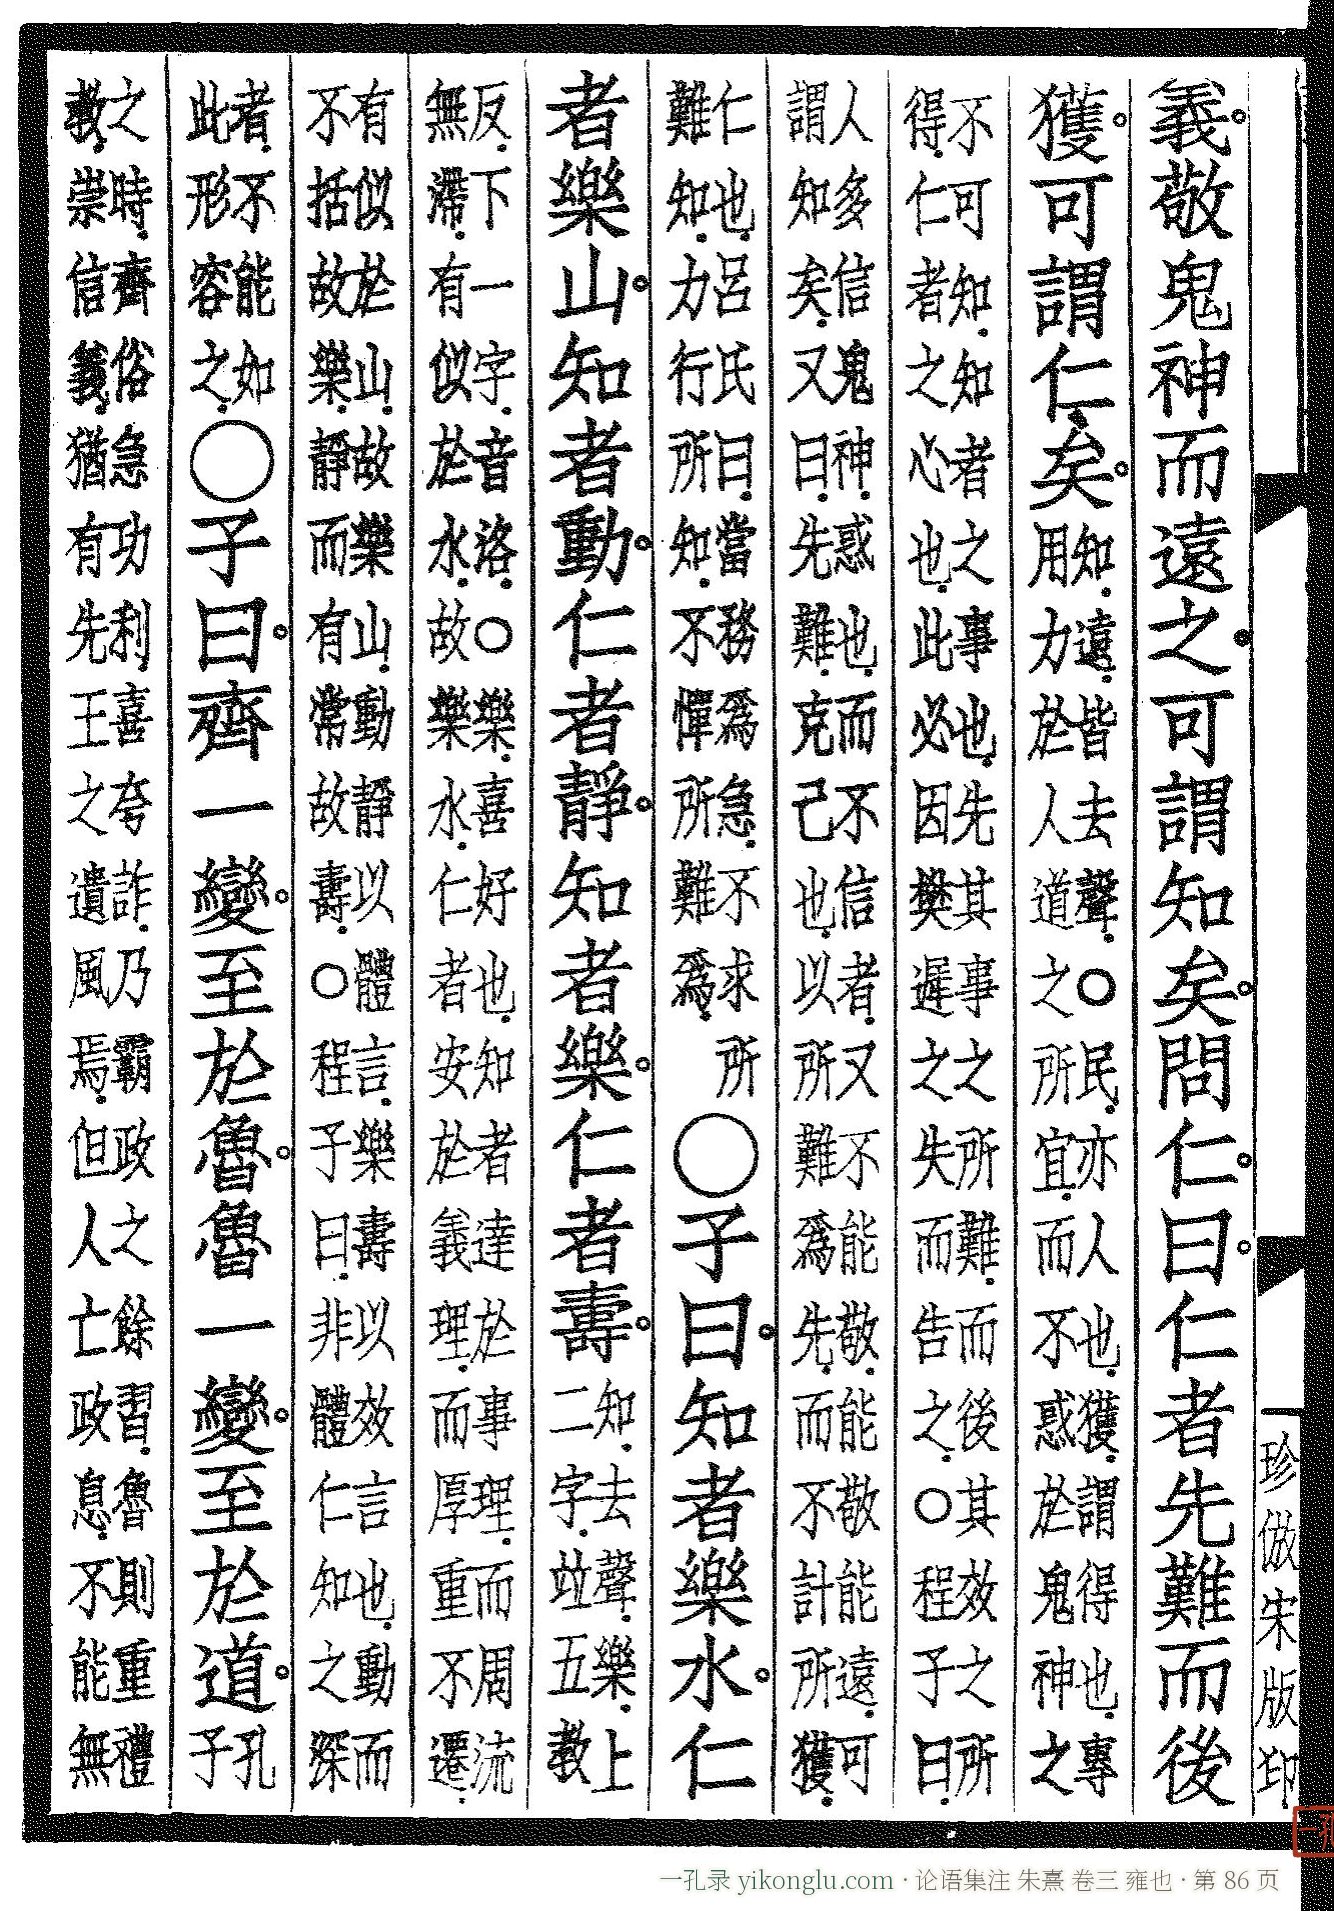 珍倣宋版印
義敬鬼神而遠之可謂知矣問仁曰仁者先難而後
獲可謂仁矣
知遠皆去聲○民亦人也獲謂得也專
用力於人道之所宜而不惑於鬼神之
不可知知者之事也先其事之所難而後其效之所
得仁者之心也此必因樊遲之失而告之○程子曰
人多信鬼神惑也而不信者又不能敬能敬能遠可
謂知矣又曰先難克己也以所難爲先而不計所獲
仁也呂氏曰當務爲急不求所
難知力行所知不憚所難爲
○子曰知者樂水仁
者樂山知者動仁者靜知者樂仁者壽
知去聲樂上
二字竝五教
反下一字音洛○樂喜好也知者達於事理而周流
無滯有似於水故樂水仁者安於義理而厚重不遷
有似於山故樂山動靜以體言樂壽以效言也動而
不括故樂靜而有常故壽○程子曰非體仁知之深
者不能如
此形容之
○子曰齊一變至於魯魯一變至於道
孔
子
之時齊俗急功利喜夸詐乃霸政之餘習魯則重禮
教崇信義猶有先王之遺風焉但人亡政息不能無
一孔录 yikonglu.com · 论语集注 朱熹 卷三 雍也 · 第 86 页